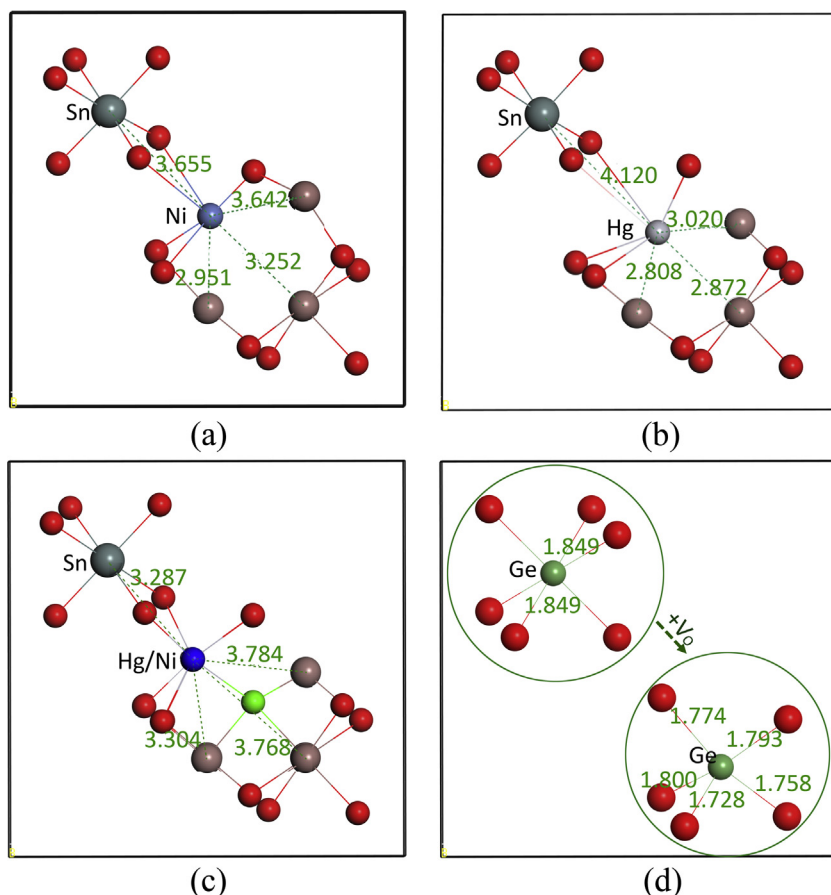 Sn
3.655
Ni
3.642
2.951
3.252
(a)
Sn
4.120
Hg
3.020
2.808
2.872
(b)
Sn
3.287
Hg/Ni
3.784
3.304
3.768
(c)
1.849
Ge
1.849
+VO
1.774
1.793
Ge
1.800
1.758
1.728
(d)